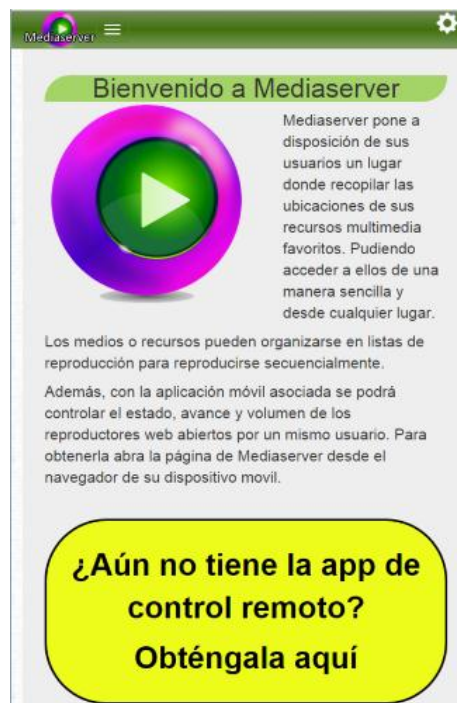 Mediaserver
Bienvenido a Mediaserver
Mediaserver pone a
disposición de sus
usuarios un lugar
donde recopilar las
ubicaciones de sus
recursos multimedia
favoritos. Pudiendo
acceder a ellos de una
manera sencilla y
desde cualquier lugar.
Los medios o recursos pueden organizarse en listas de
reproducción para reproducirse secuencialmente.
Además, con la aplicación móvil asociada se podrá
controlar el estado, avance y volumen de los
reproductores web abiertos por un mismo usuario. Para
obtenerla abra la página de Mediaserver desde el
navegador de su dispositivo movil.
¿Aún no tiene la app de
control remoto?
Obténgala aquí